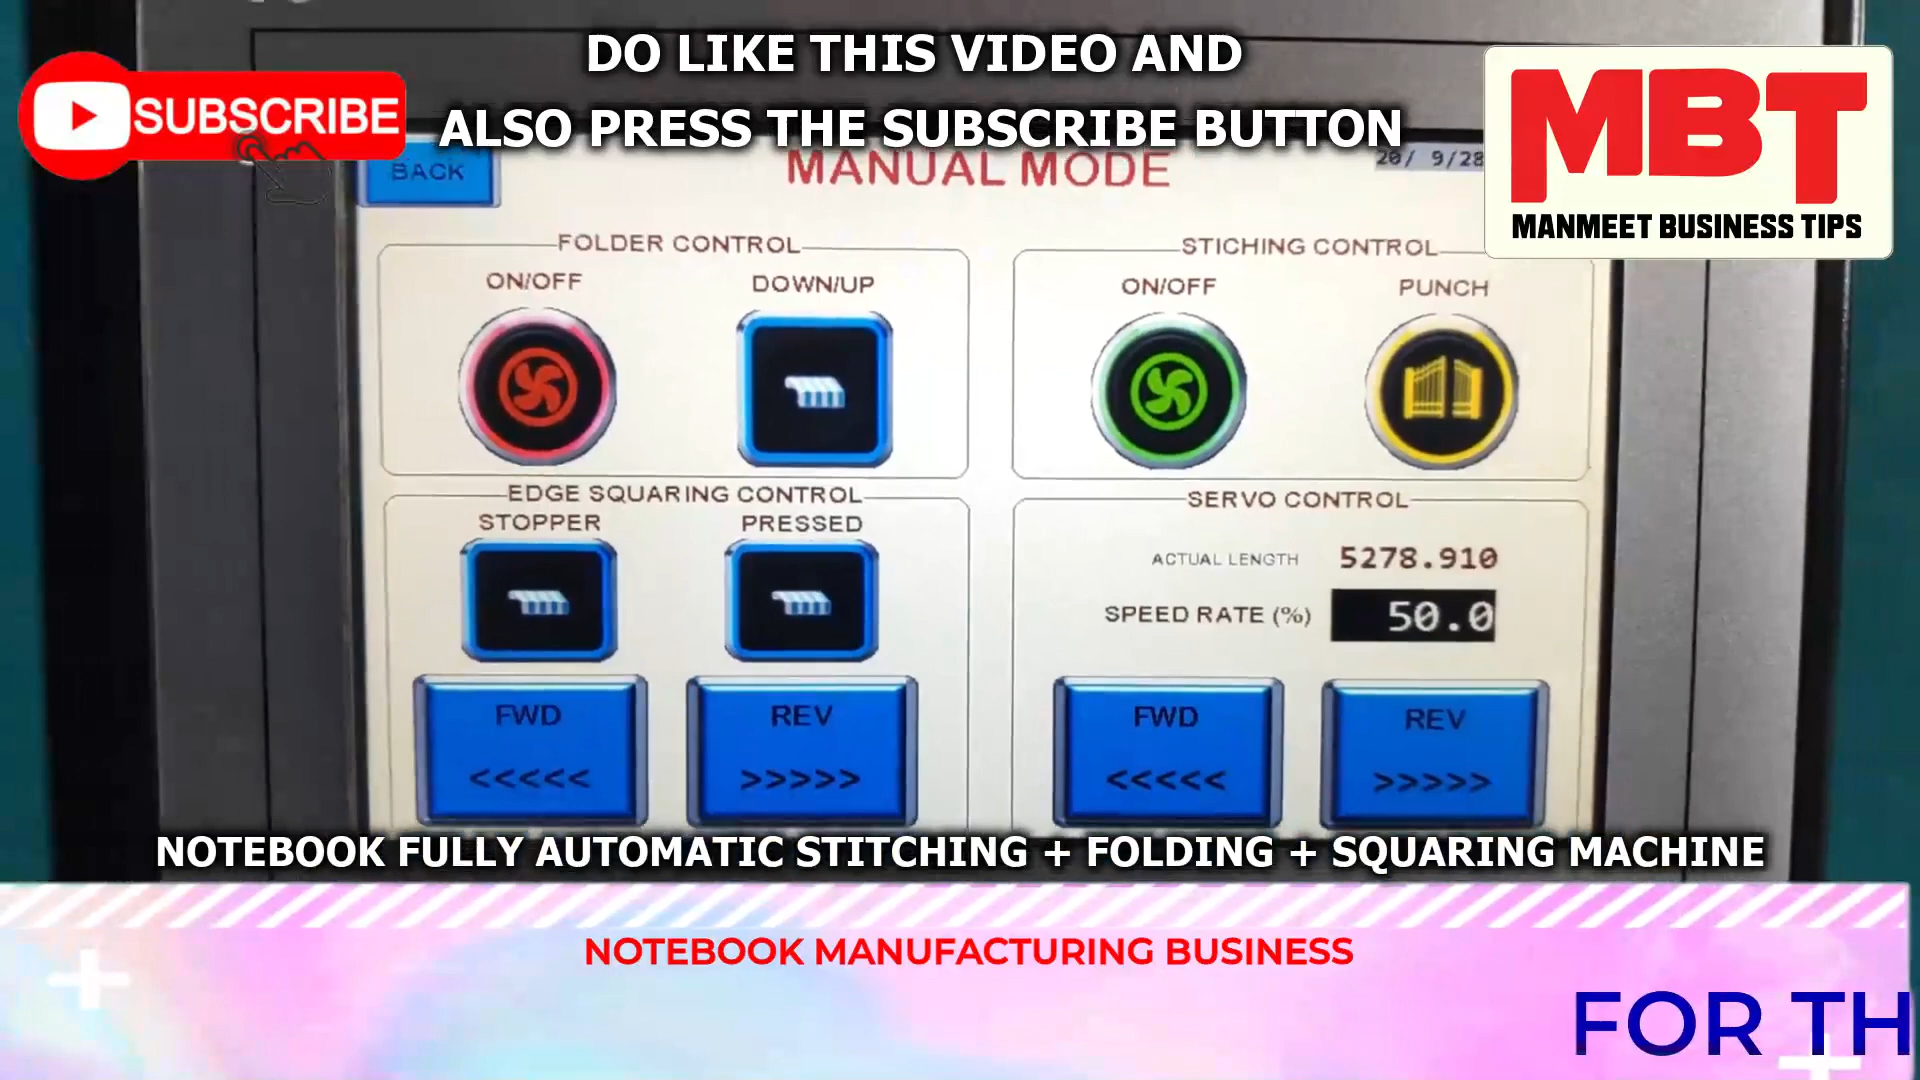 DO LIKE THIS VIDEO AND
ALSO PRESS THE SUBSCRIBE BUTTON
SUBSCRIBE
MBT
MANMEET BUSINESS TIPS
BACK
MANUAL MODE
20/ 9/28
FOLDER CONTROL
ON/OFF
DOWN/UP
STICHING CONTROL
ON/OFF
PUNCH
EDGE SQUARING CONTROL
STOPPER
PRESSED
FWD
<<<<<
REV
>>>>>
SERVO CONTROL
ACTUAL LENGTH
5278.910
SPEED RATE (%)
50.0
FWD
<<<<<
REV
>>>>>
NOTEBOOK FULLY AUTOMATIC STITCHING + FOLDING + SQUARING MACHINE
NOTEBOOK MANUFACTURING BUSINESS
FOR TH